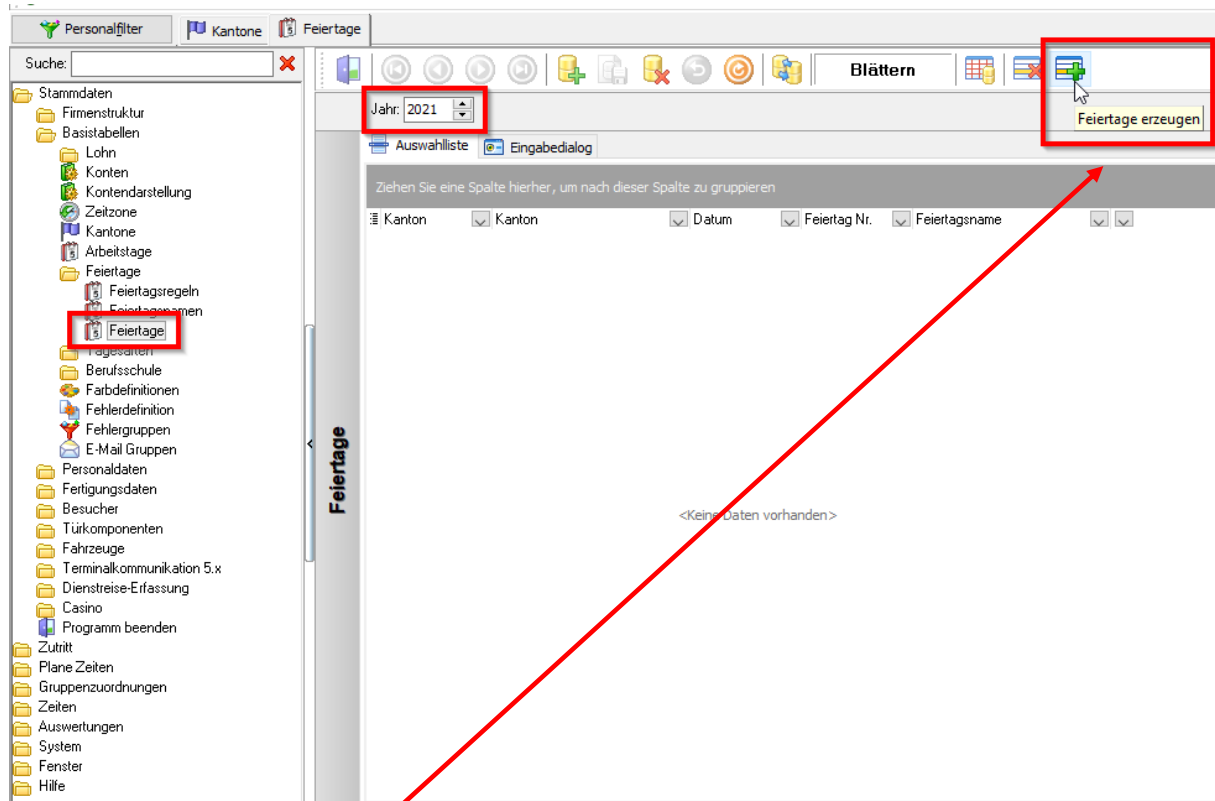 Personalfilter
Kantone
Feiertage
Suche:
Blättern
Feiertage erzeugen
Jahr: 2021
Auswahlliste
Eingabedialog
Ziehen Sie eine Spalte hierher, um nach dieser Spalte zu gruppieren
Kanton
Kanton
Datum
Feiertag Nr.
Feiertagsname
<Keine Daten vorhanden>
Feiertage
Stammdaten
Firmenstruktur
Basistabellen
Lohn
Konten
Kontendarstellung
Zeitzone
Kantone
Arbeitstage
Feiertage
Feiertagsregeln
Feiertagsnamen
Feiertage
Tagesarten
Berufsschule
Farbdefinitionen
Fehlerdefinition
Fehlergruppen
E-Mail Gruppen
Personaldaten
Fertigungsdaten
Besucher
Türkomponenten
Fahrzeuge
Terminalkommunikation 5.x
Dienstreise-Erfassung
Casino
Programm beenden
Zutritt
Plane Zeiten
Gruppenzuordnungen
Zeiten
Auswertungen
System
Fenster
Hilfe